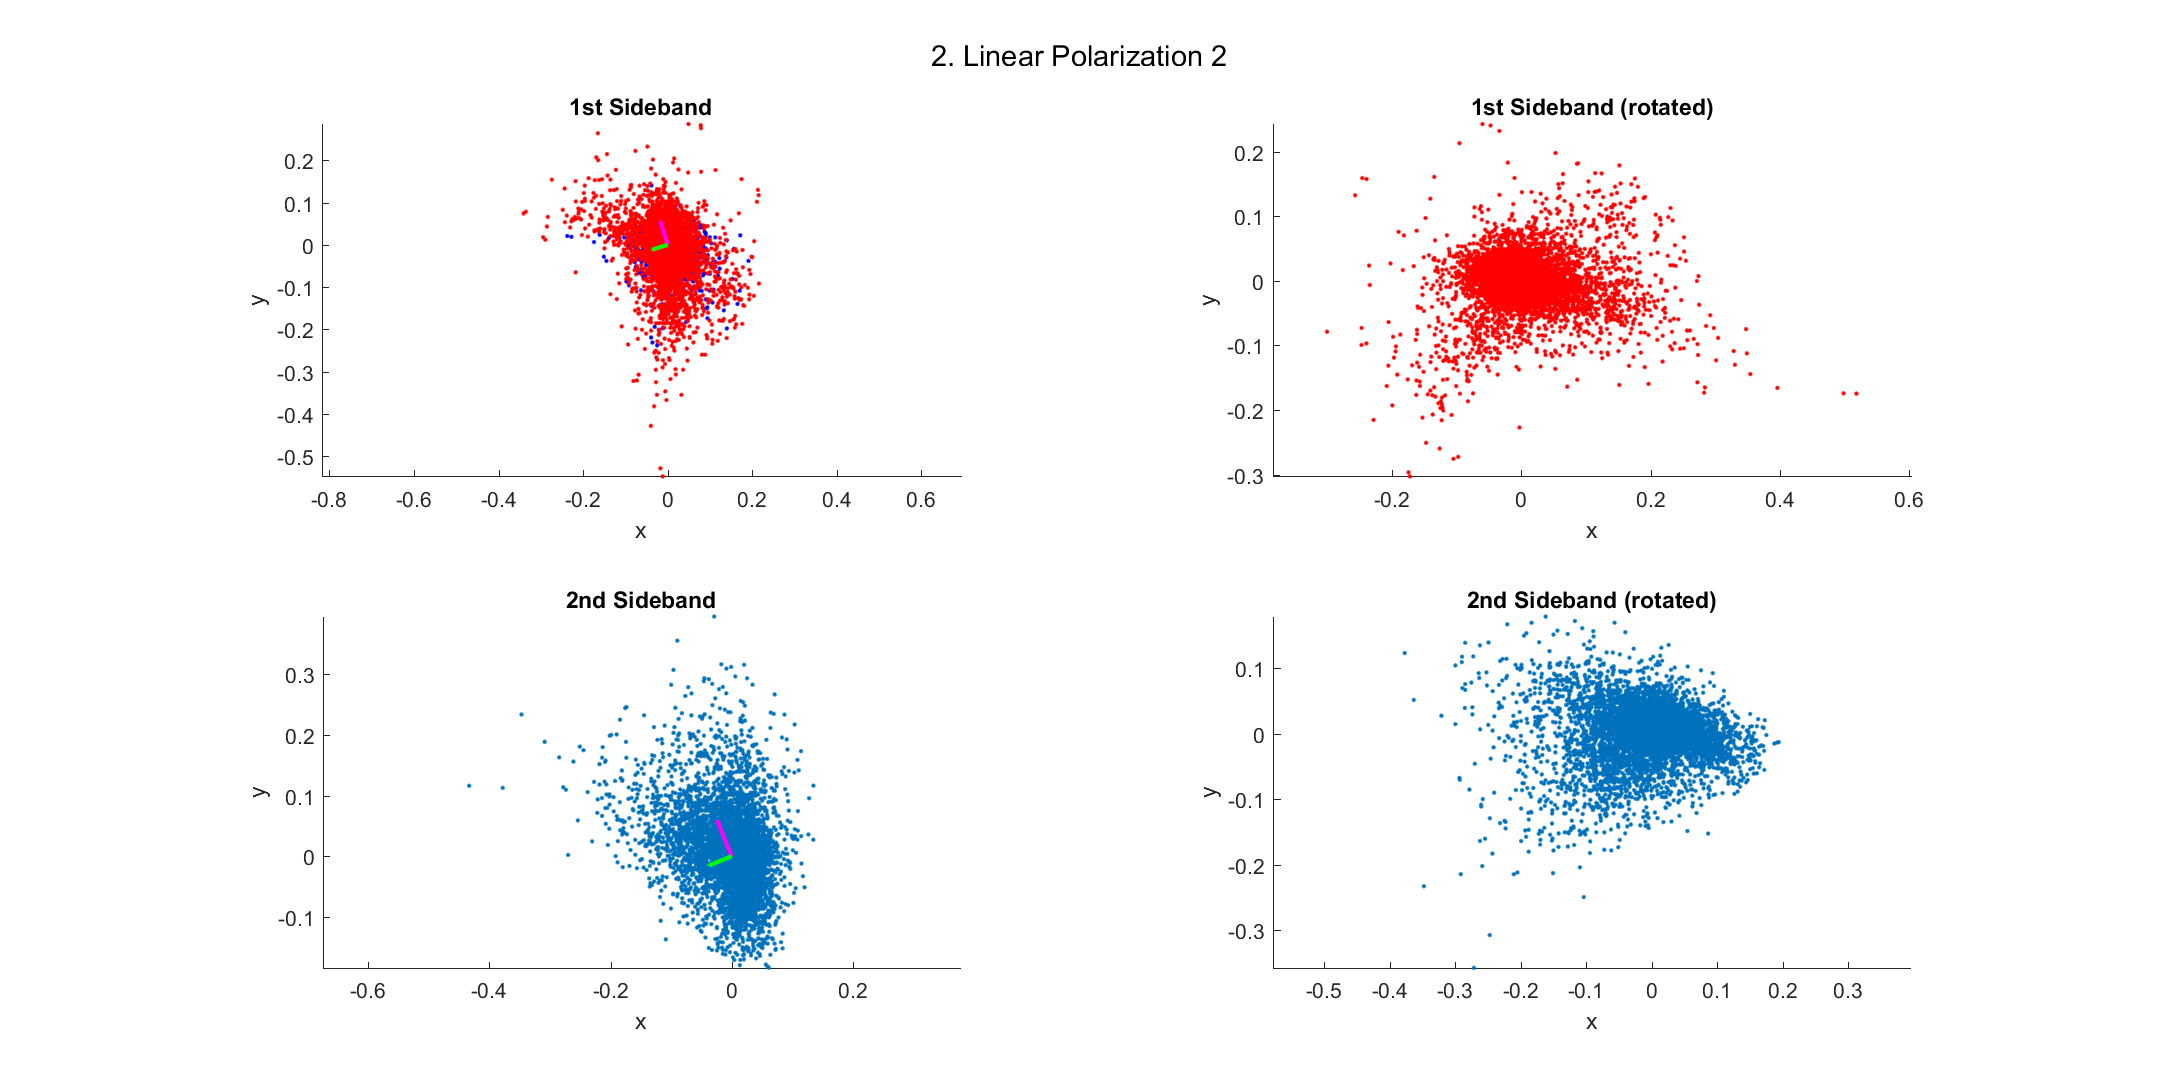 2. Linear Polarization 2
1st Sideband
0.2
0.1
0
-0.1
-0.2
-0.3
-0.4
-0.5
y
-0.8 -0.6 -0.4 -0.2 0 0.2 0.4 0.6
x
1st Sideband (rotated)
0.2
0.1
0
-0.1
-0.2
-0.3
y
-0.2 0 0.2 0.4 0.6
x
2nd Sideband
0.3
0.2
0.1
0
-0.1
y
-0.6 -0.4 -0.2 0 0.2
x
2nd Sideband (rotated)
0.1
0
-0.1
-0.2
-0.3
y
-0.5 -0.4 -0.3 -0.2 -0.1 0 0.1 0.2 0.3
x